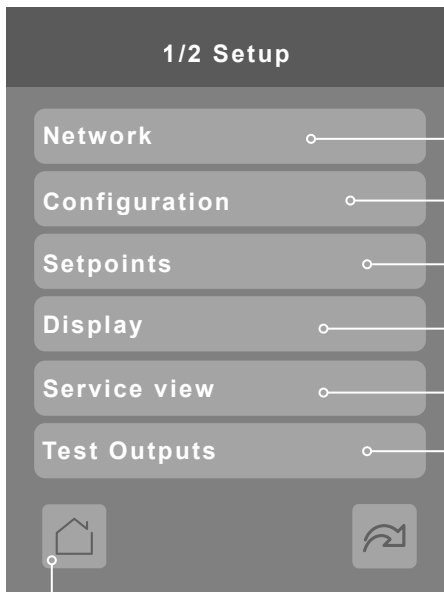 1/2 Setup
Network
Configuration
Setpoints
Display
Service view
Test Outputs